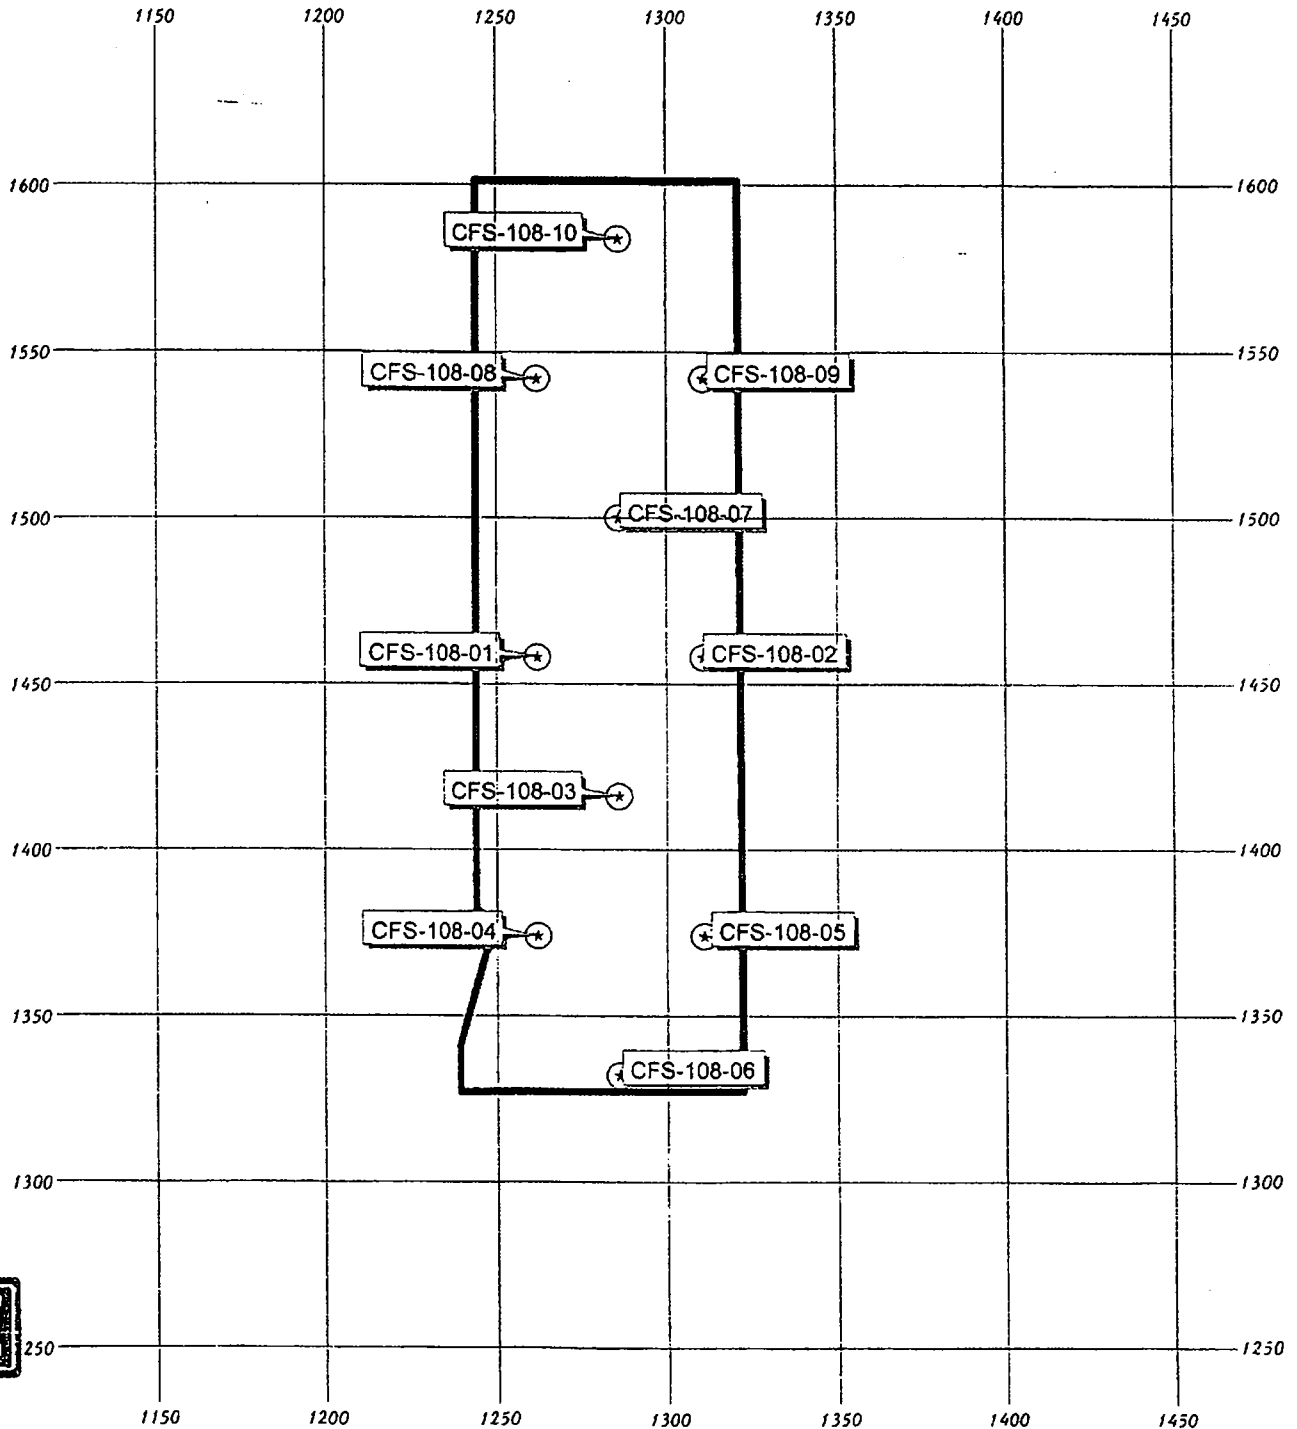 1150 1200 1250 1300 1350 1400 1450
1600 1600
CFS-108-10
1550 1550
CFS-108-08 CFS-108-09
1500 CFS-108-07 1500
CFS-108-01 CFS-108-02
1450 1450
CFS-108-03
1400 1400
CFS-108-04 CFS-108-05
1350 1350
CFS-108-06
1300 1300
250 1250
1150 1200 1250 1300 1350 1400 1450